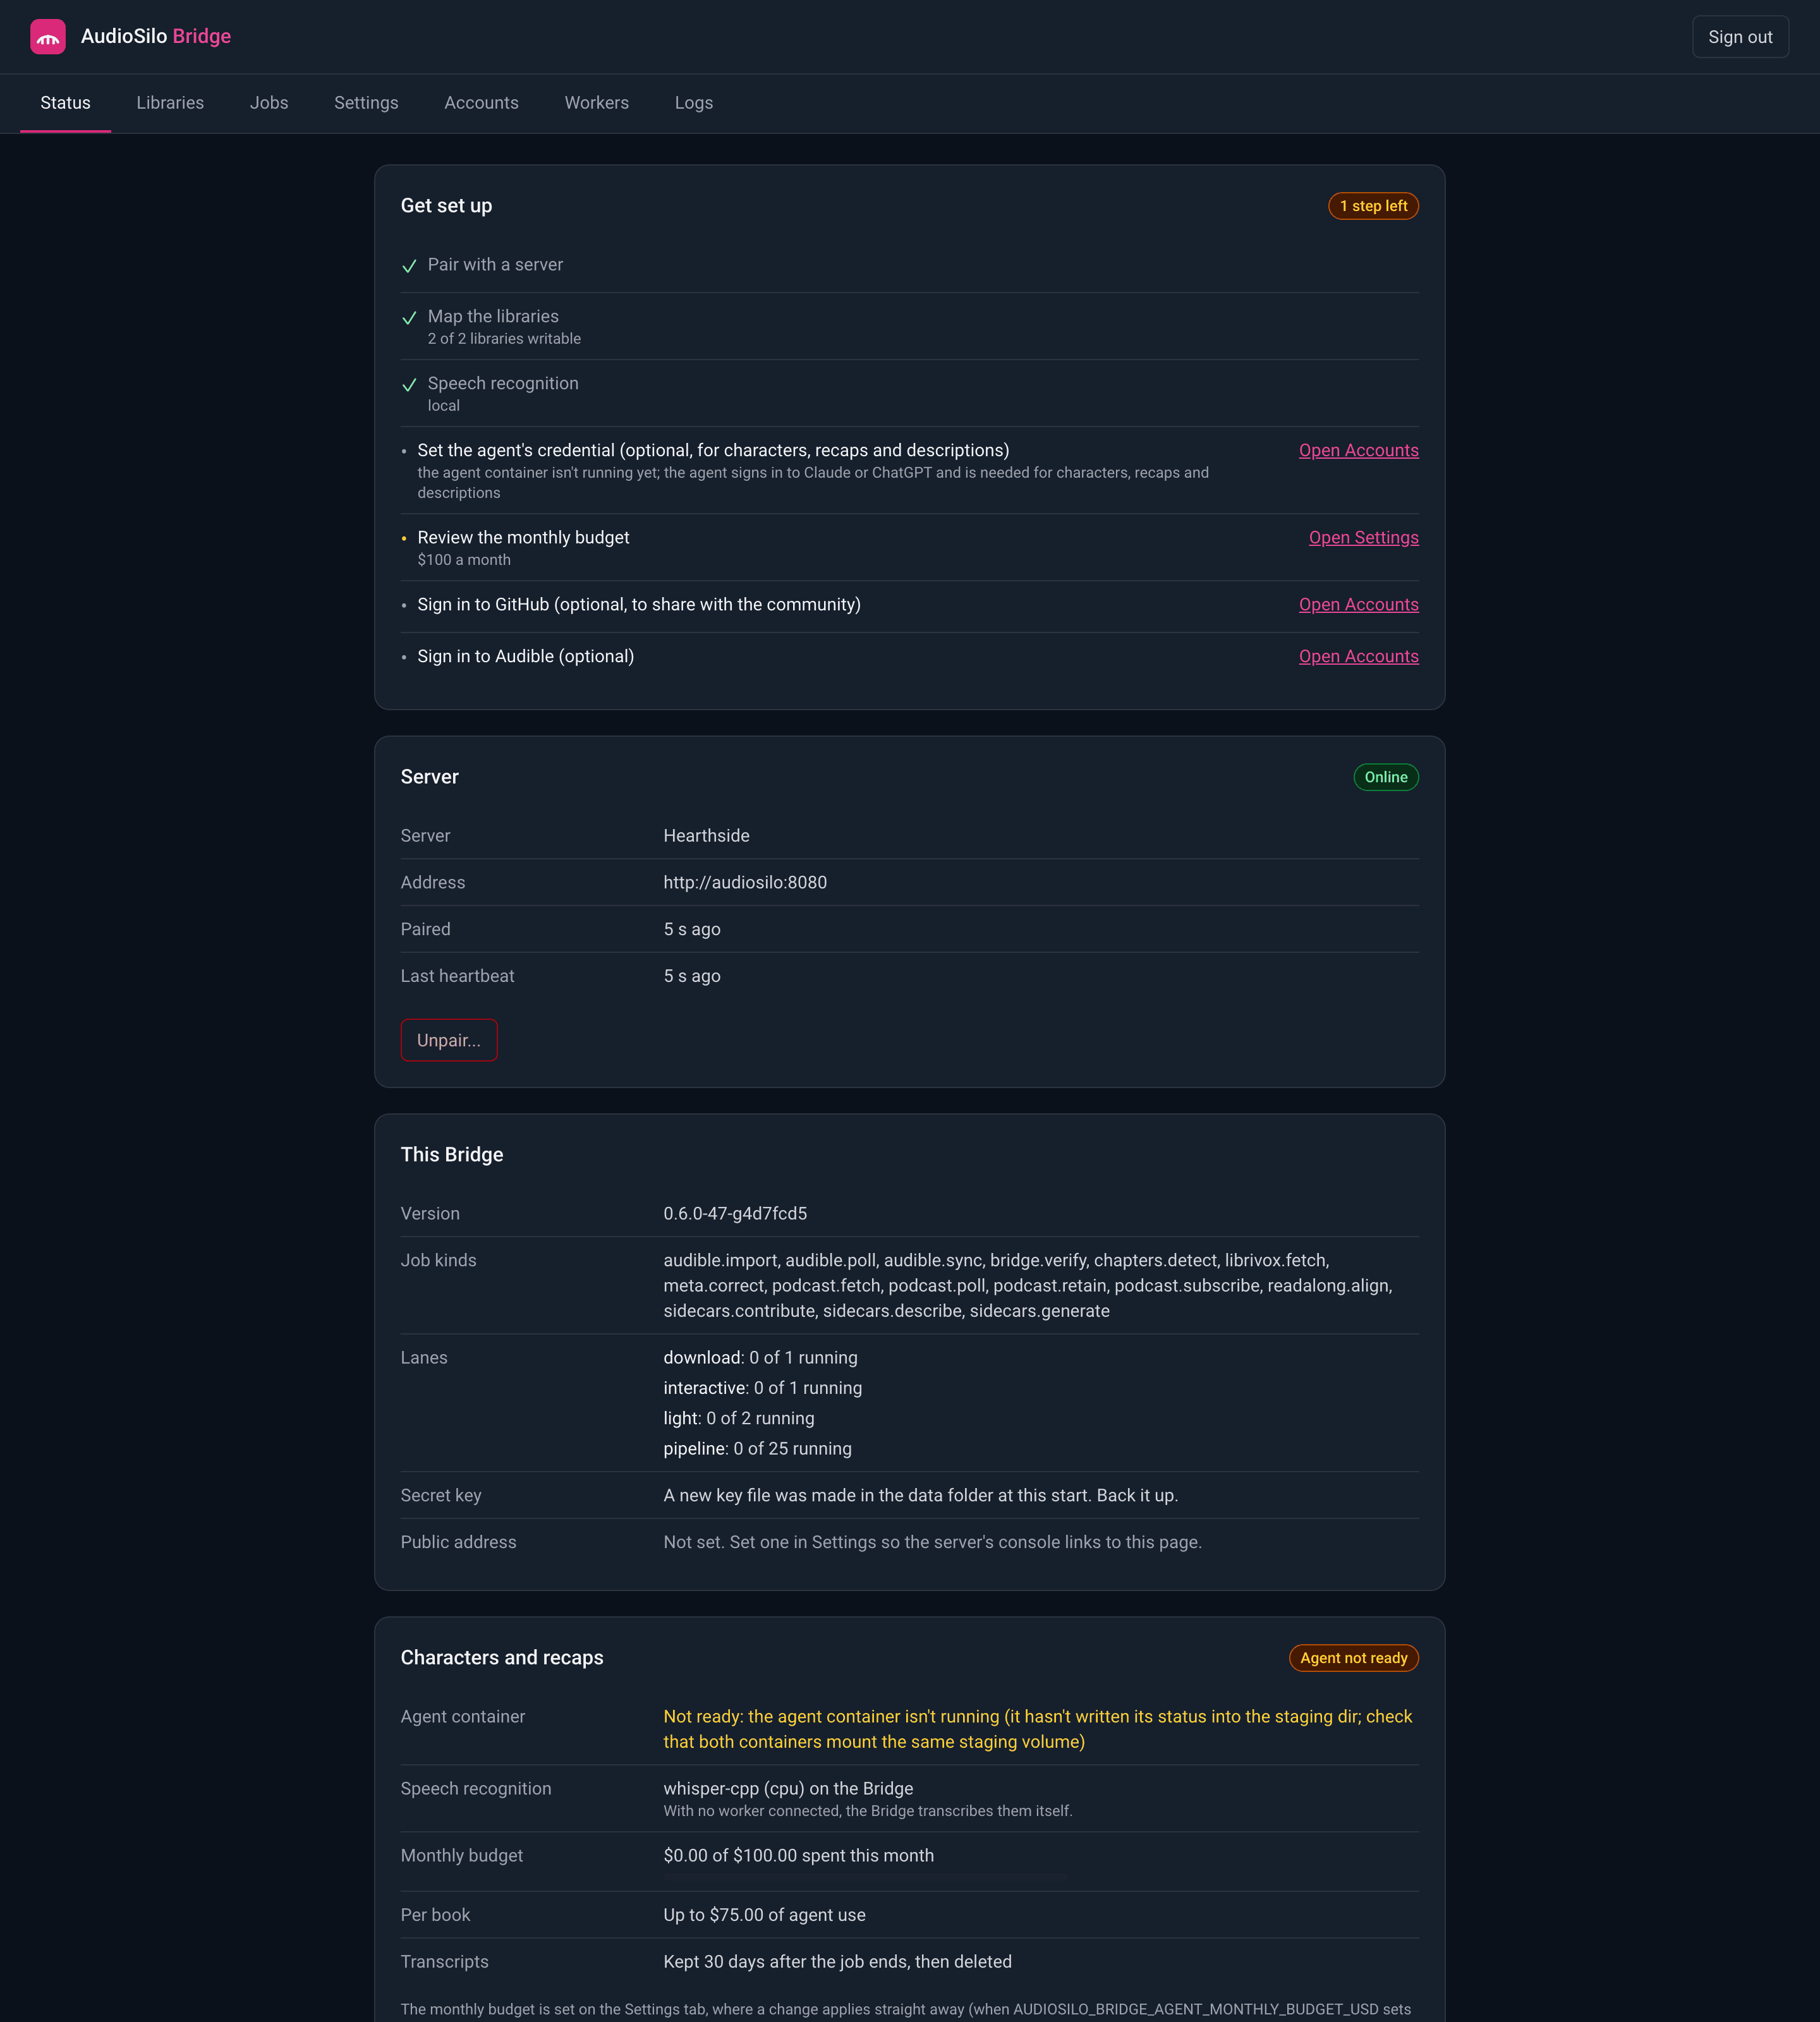 AudioSilo Bridge
Sign out
Status
Libraries
Jobs
Settings
Accounts
Workers
Logs
Get set up
1 step left
Pair with a server
Map the libraries
2 of 2 libraries writable
Speech recognition
local
Set the agent's credential (optional, for characters, recaps and descriptions)
Open Accounts
the agent container isn't running yet; the agent signs in to Claude or ChatGPT and is needed for characters, recaps and
descriptions
Review the monthly budget
Open Settings
$100 a month
Sign in to GitHub (optional, to share with the community)
Open Accounts
Sign in to Audible (optional)
Open Accounts
Server
Online
Server
Hearthside
Address
http://audiosilo:8080
Paired
5 s ago
Last heartbeat
5 s ago
Unpair...
This Bridge
Version
0.6.0-47-g4d7fcd5
Job kinds
audible.import, audible.poll, audible.sync, bridge.verify, chapters.detect, librivox.fetch,
meta.correct, podcast.fetch, podcast.poll, podcast.retain, podcast.subscribe, readalong.align,
sidecars.contribute, sidecars.describe, sidecars.generate
Lanes
download: 0 of 1 running
interactive: 0 of 1 running
light: 0 of 2 running
pipeline: 0 of 25 running
Secret key
A new key file was made in the data folder at this start. Back it up.
Public address
Not set. Set one in Settings so the server's console links to this page.
Characters and recaps
Agent not ready
Agent container
Not ready: the agent container isn't running (it hasn't written its status into the staging dir; check
that both containers mount the same staging volume)
Speech recognition
whisper-cpp (cpu) on the Bridge
With no worker connected, the Bridge transcribes them itself.
Monthly budget
$0.00 of $100.00 spent this month
Per book
Up to $75.00 of agent use
Transcripts
Kept 30 days after the job ends, then deleted
The monthly budget is set on the Settings tab, where a change applies straight away (when AUDIOSILO_BRIDGE_AGENT_MONTHLY_BUDGET_USD sets